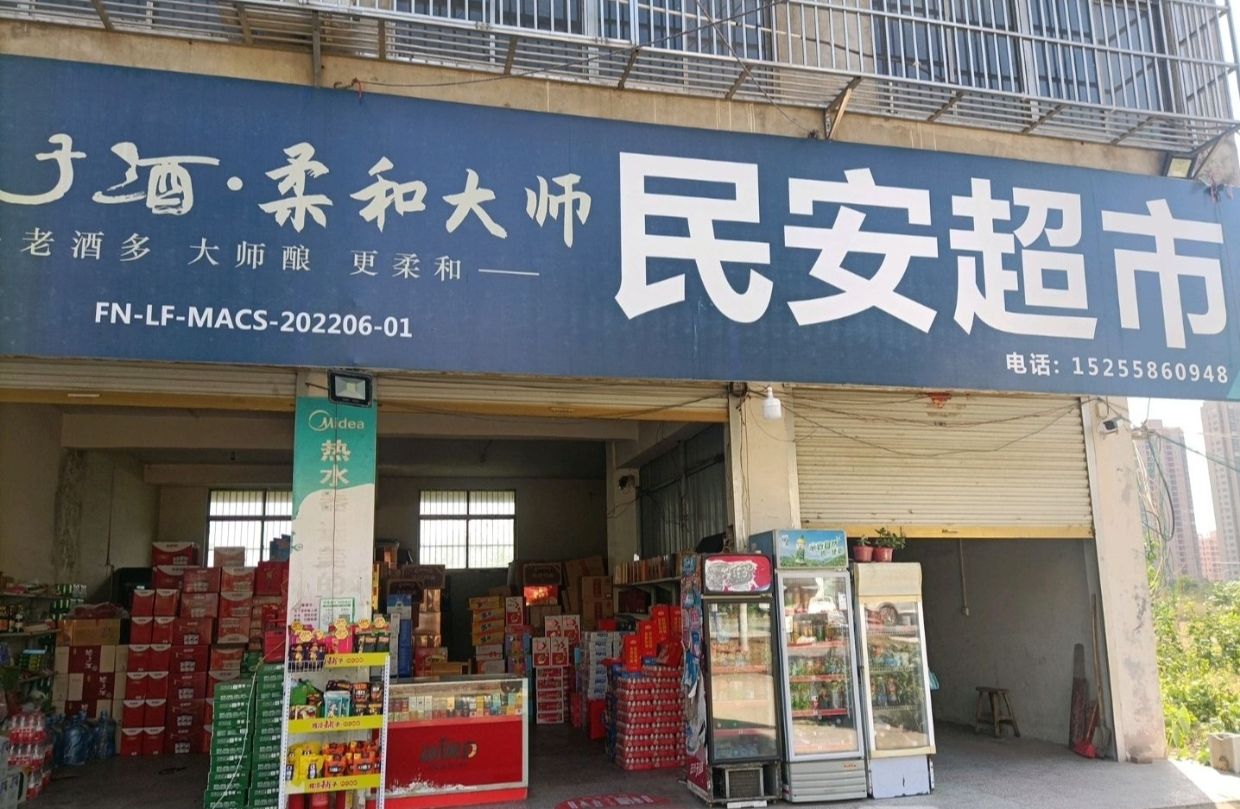 子酒·柔和大师
老酒多 大师酿 更柔和——
FN-LF-MACS-202206-01
民安超市
电话: 15255860948
Midea
热水